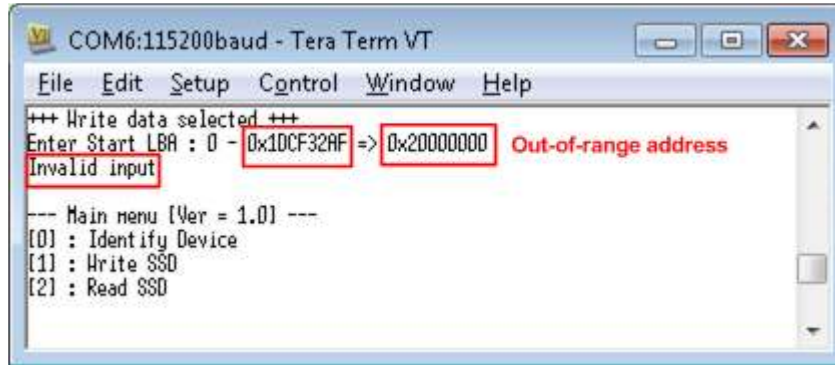 COM6:115200baud - Tera Term VT
File Edit Setup Control Window Help
+++ Write data selected +++
Enter Start LBA : 0 - 0x1DCF32AF => 0x20000000 Out-of-range address
Invalid input
--- Main menu [Ver = 1.0] ---
[0] : Identify Device
[1] : Write SSD
[2] : Read SSD